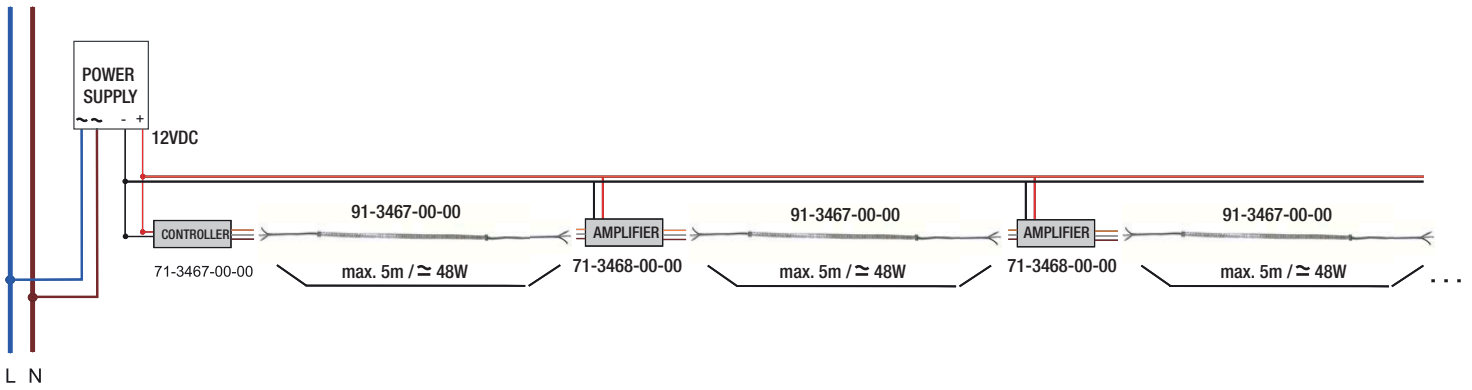 POWER
SUPPLY
~~ - +
12VDC
91-3467-00-00
91-3467-00-00
91-3467-00-00
CONTROLLER
AMPLIFIER
AMPLIFIER
71-3467-00-00
71-3468-00-00
71-3468-00-00
max. 5m / ≃ 48W
max. 5m / ≃ 48W
max. 5m / ≃ 48W
...
L N